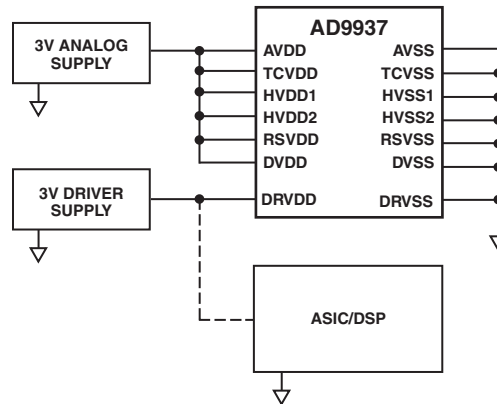 3V ANALOG
SUPPLY
AD9937
AVDD
AVSS
TCVDD
TCVSS
HVDD1
HVSS1
HVDD2
HVSS2
RSVDD
RSVSS
DVDD
DVSS
3V DRIVER
SUPPLY
DRVDD
DRVSS
ASIC/DSP